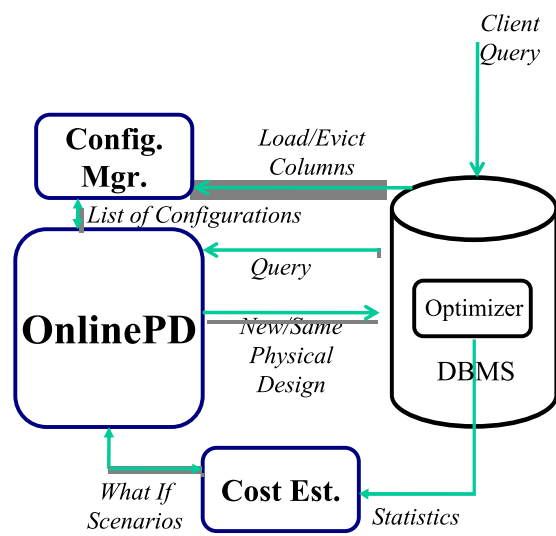 Client
Query
Config.
Mgr.
Load/Evict
Columns
List of Configurations
Query
OnlinePD
Optimizer
New/Same
Physical
Design
DBMS
What If
Scenarios
Cost Est.
Statistics